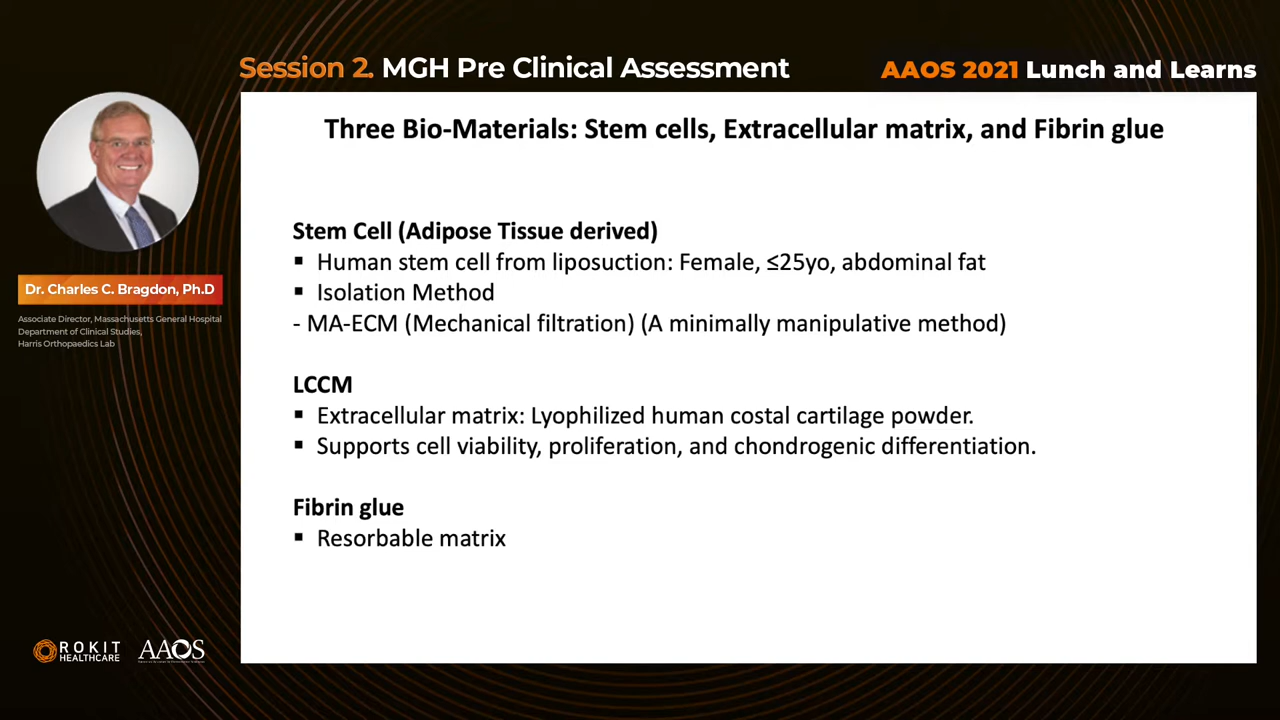 Session 2. MGH Pre Clinical Assessment
AAOS 2021 Lunch and Learns
Dr. Charles C. Bragdon, Ph.D
Associate Director, Massachusetts General Hospital
Department of Clinical Studies,
Harris Orthopaedics Lab
Three Bio-Materials: Stem cells, Extracellular matrix, and Fibrin glue
Stem Cell (Adipose Tissue derived)
▪ Human stem cell from liposuction: Female, ≤25yo, abdominal fat
▪ Isolation Method
- MA-ECM (Mechanical filtration) (A minimally manipulative method)
LCCM
▪ Extracellular matrix: Lyophilized human costal cartilage powder.
▪ Supports cell viability, proliferation, and chondrogenic differentiation.
Fibrin glue
▪ Resorbable matrix
ROKIT
HEALTHCARE
AAOS